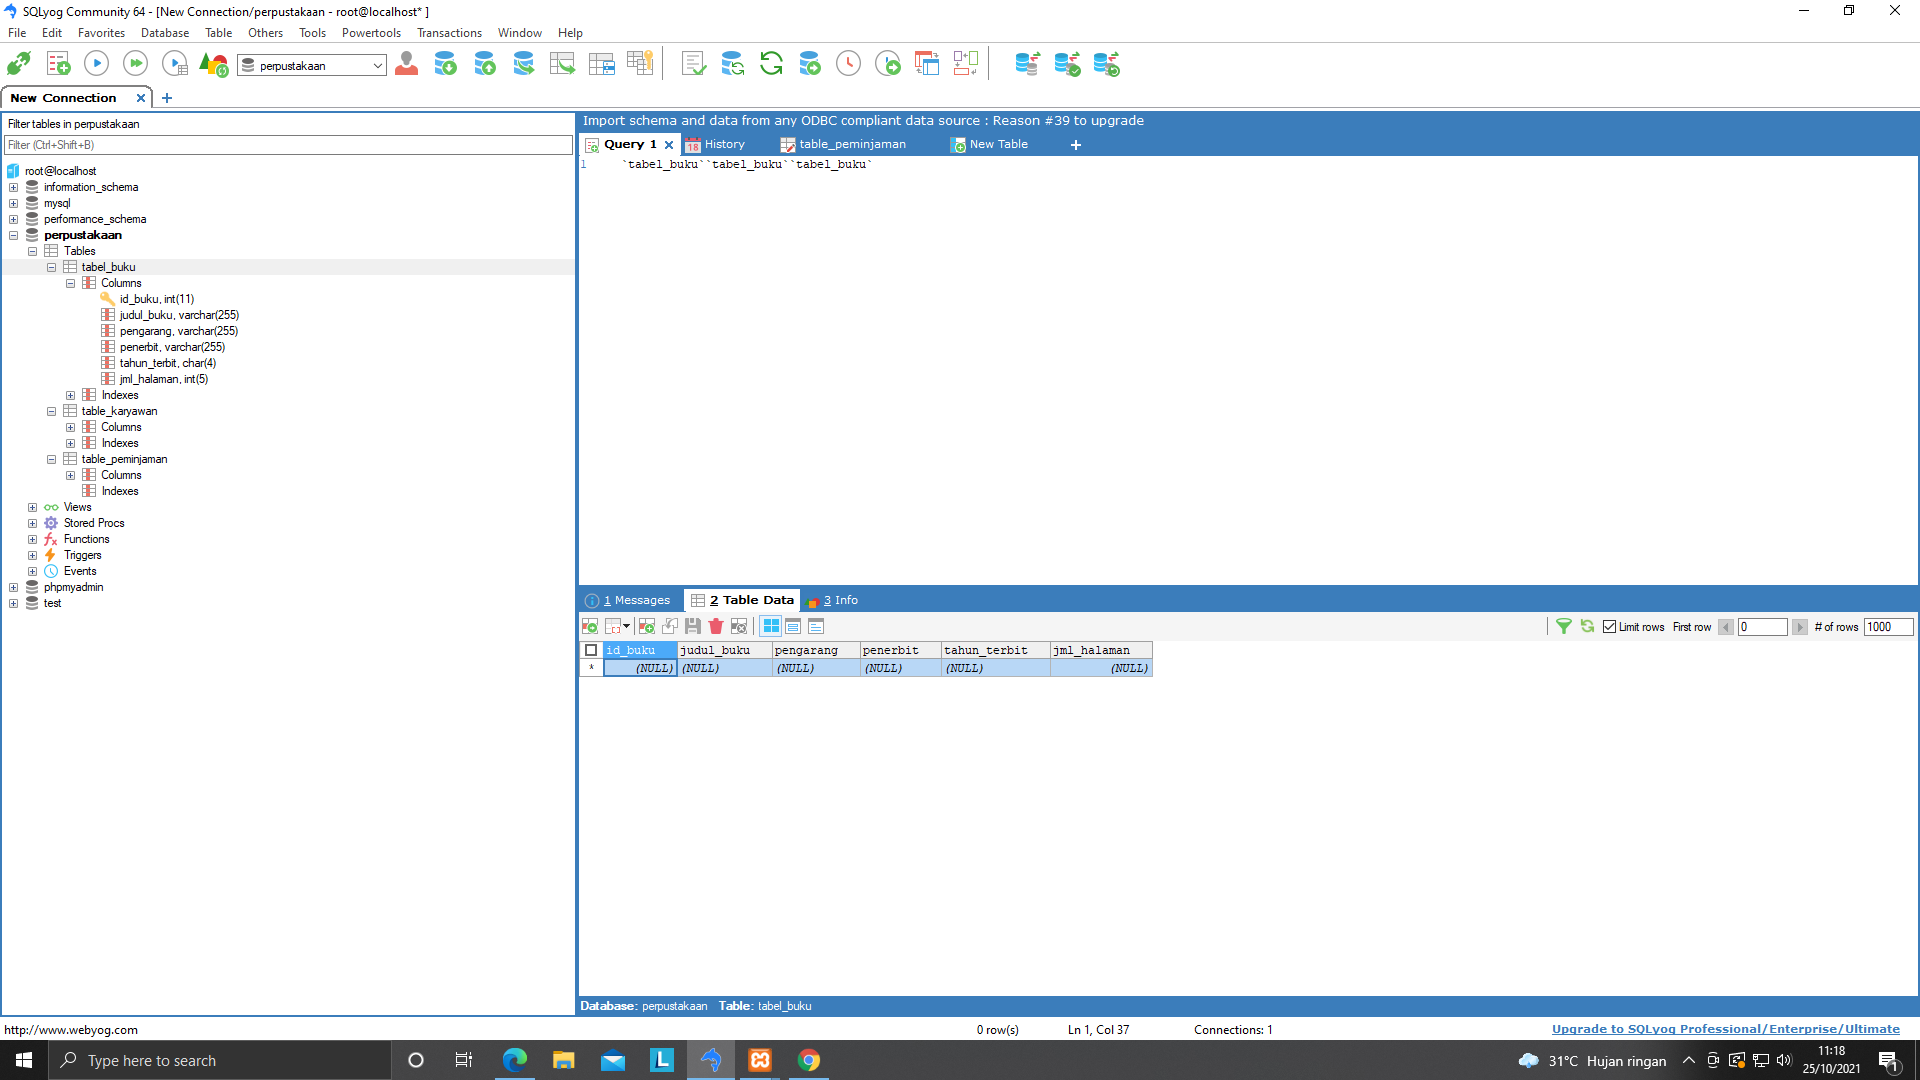 SQLyog Community 64 - [New Connection/perpustakaan - root@localhost* ]
File Edit Favorites Database Table Others Tools Powertools Transactions Window Help
perpustakaan
New Connection
Filter tables in perpustakaan
Filter (Ctrl+Shift+B)
root@localhost
information_schema
mysql
performance_schema
perpustakaan
Tables
tabel_buku
Columns
id_buku, int(11)
judul_buku, varchar(255)
pengarang, varchar(255)
penerbit, varchar(255)
tahun_terbit, char(4)
jml_halaman, int(5)
Indexes
table_karyawan
Columns
Indexes
table_peminjaman
Columns
Indexes
Views
Stored Procs
Functions
Triggers
Events
phpmyadmin
test
Import schema and data from any ODBC compliant data source : Reason #39 to upgrade
Query 1 18 History table_peminjaman New Table
1 `tabel_buku``tabel_buku``tabel_buku`
1 Messages 2 Table Data 3 Info
Limit rows First row 0 # of rows 1000
id_buku judul_buku pengarang penerbit tahun_terbit jml_halaman
* (NULL) (NULL) (NULL) (NULL) (NULL) (NULL)
Database: perpustakaan Table: tabel_buku
http://www.webyog.com 0 row(s) Ln 1, Col 37 Connections: 1 Upgrade to SQLyog Professional/Enterprise/Ultimate
Type here to search L 31°C Hujan ringan 11:18
25/10/2021 1